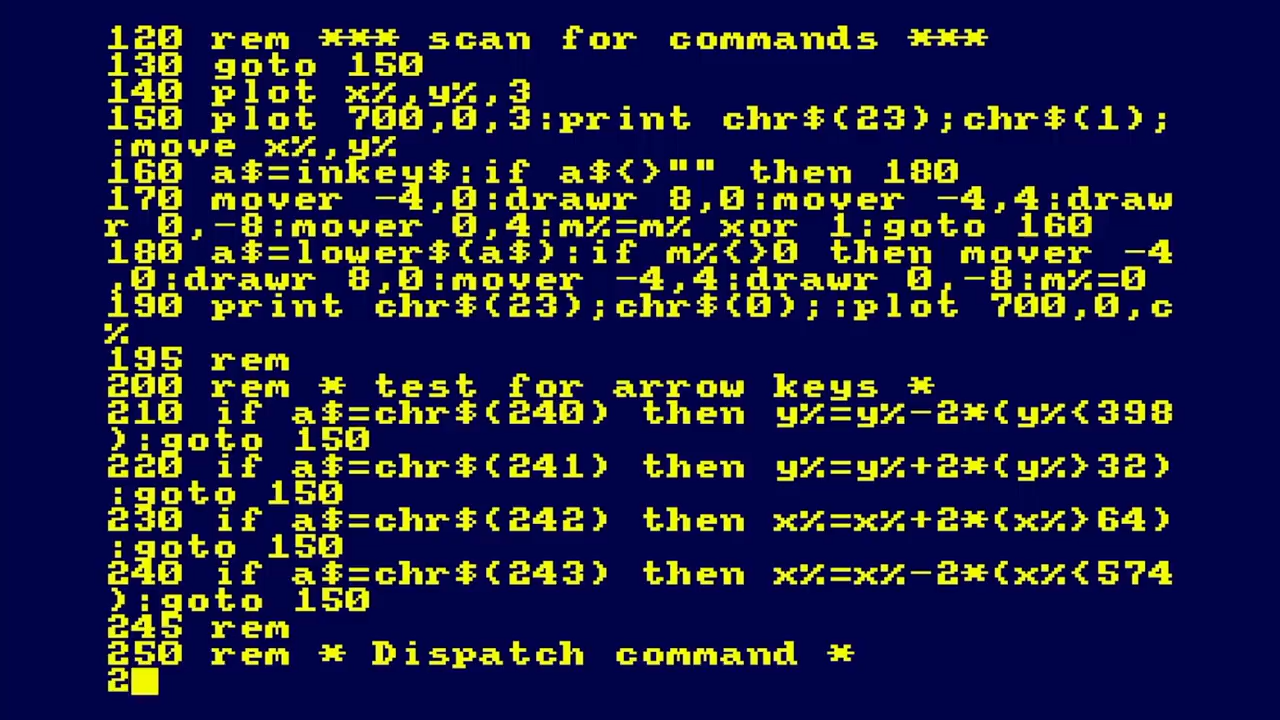 120 rem *** scan for commands ***
130 goto 150
140 plot x%,y%,3
150 plot 700,0,3:print chr$(23);chr$(1);
:move x%,y%
160 a$=inkey$:if a$<>"" then 180
170 mover -4,0:drawr 8,0:mover -4,4:draw
r 0,-8:mover 0,4:m%=m% xor 1:goto 160
180 a$=lower$(a$):if m%<>0 then mover -4
,0:drawr 8,0:mover -4,4:drawr 0,-8:m%=0
190 print chr$(23);chr$(0);:plot 700,0,c
%
195 rem
200 rem * test for arrow keys *
210 if a$=chr$(240) then y%=y%-2*(y%<398
):goto 150
220 if a$=chr$(241) then y%=y%+2*(y%>32)
:goto 150
230 if a$=chr$(242) then x%=x%+2*(x%>64)
:goto 150
240 if a$=chr$(243) then x%=x%-2*(x%<574
):goto 150
245 rem
250 rem * Dispatch command *
2